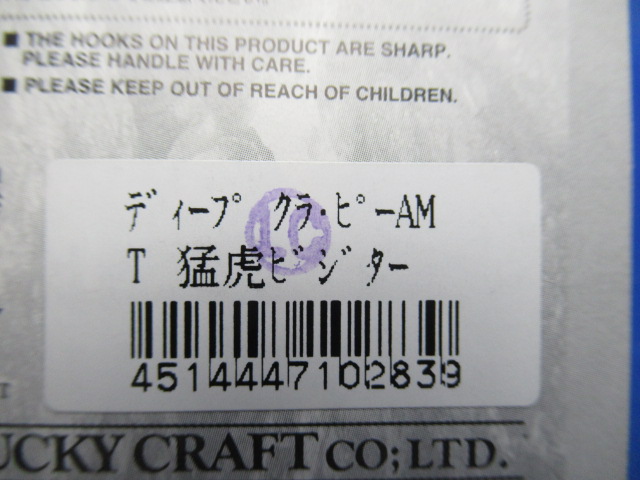 ■ THE HOOKS ON THIS PRODUCT ARE SHARP.
PLEASE HANDLE WITH CARE.
■ PLEASE KEEP OUT OF REACH OF CHILDREN.
ディープ クラ・ピーAM
T 猛虎ビジター
4514447102839
UCKY CRAFT CO;LTD.